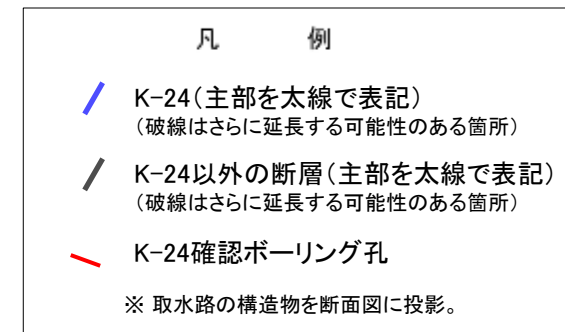 凡 例
K-24(主部を太線で表記)
(破線はさらに延長する可能性のある箇所)
K-24以外の断層(主部を太線で表記)
(破線はさらに延長する可能性のある箇所)
K-24確認ボーリング孔
※ 取水路の構造物を断面図に投影。